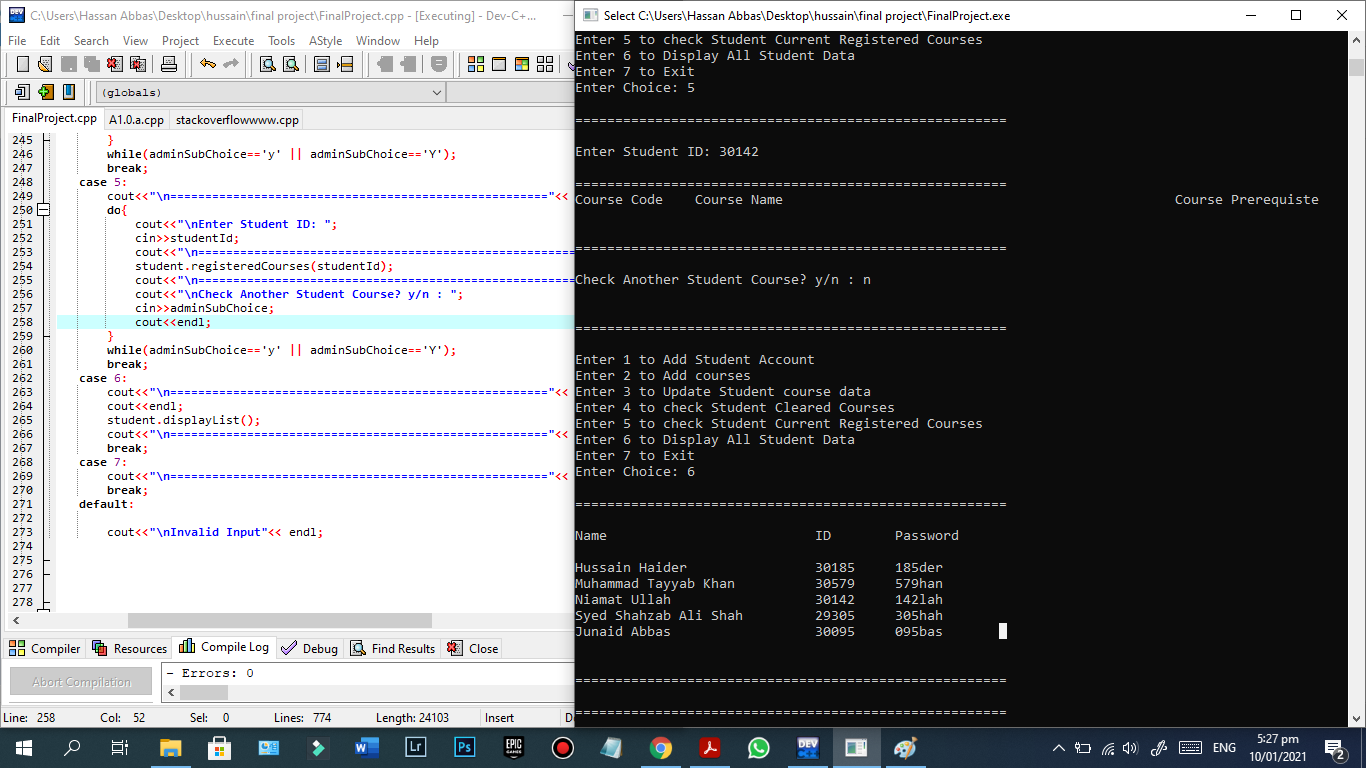 C:\Users\Hassan Abbas\Desktop\hussain\final project\FinalProject.cpp - [Executing] - Dev-C+...
File Edit Search View Project Execute Tools AStyle Window Help
(globals)
FinalProject.cpp A1.0.a.cpp stackoverflowwww.cpp
245 }
246 while(adminSubChoice=='y' || adminSubChoice=='Y');
247 break;
248 case 5:
249 cout<<"\n======================================================"<<
250 do{
251 cout<<"\nEnter Student ID: ";
252 cin>>studentId;
253 cout<<"\n======================================================
254 student.registeredCourses(studentId);
255 cout<<"\n======================================================
256 cout<<"\nCheck Another Student Course? y/n : ";
257 cin>>adminSubChoice;
258 cout<<endl;
259 }
260 while(adminSubChoice=='y' || adminSubChoice=='Y');
261 break;
262 case 6:
263 cout<<"\n======================================================"<<
264 cout<<endl;
265 student.displayList();
266 cout<<"\n======================================================"<<
267 break;
268 case 7:
269 cout<<"\n======================================================"<<
270 break;
271 default:
272
273 cout<<"\nInvalid Input"<< endl;
274
275
276
277
278
Compiler Resources Compile Log Debug Find Results Close
Abort Compilation
- Errors: 0
Line: 258 Col: 52 Sel: 0 Lines: 774 Length: 24103 Insert
Select C:\Users\Hassan Abbas\Desktop\hussain\final project\FinalProject.exe
Enter 5 to check Student Current Registered Courses
Enter 6 to Display All Student Data
Enter 7 to Exit
Enter Choice: 5
======================================================
Enter Student ID: 30142
======================================================
Course Code Course Name Course Prerequiste
======================================================
Check Another Student Course? y/n : n
======================================================
Enter 1 to Add Student Account
Enter 2 to Add courses
Enter 3 to Update Student course data
Enter 4 to check Student Cleared Courses
Enter 5 to check Student Current Registered Courses
Enter 6 to Display All Student Data
Enter 7 to Exit
Enter Choice: 6
======================================================
Name ID Password
Hussain Haider 30185 185der
Muhammad Tayyab Khan 30579 579han
Niamat Ullah 30142 142lah
Syed Shahzab Ali Shah 29305 305hah
Junaid Abbas 30095 095bas
======================================================
======================================================
W Lr Ps EPIC GAMES DEV ENG 5:27 pm
10/01/2021 2